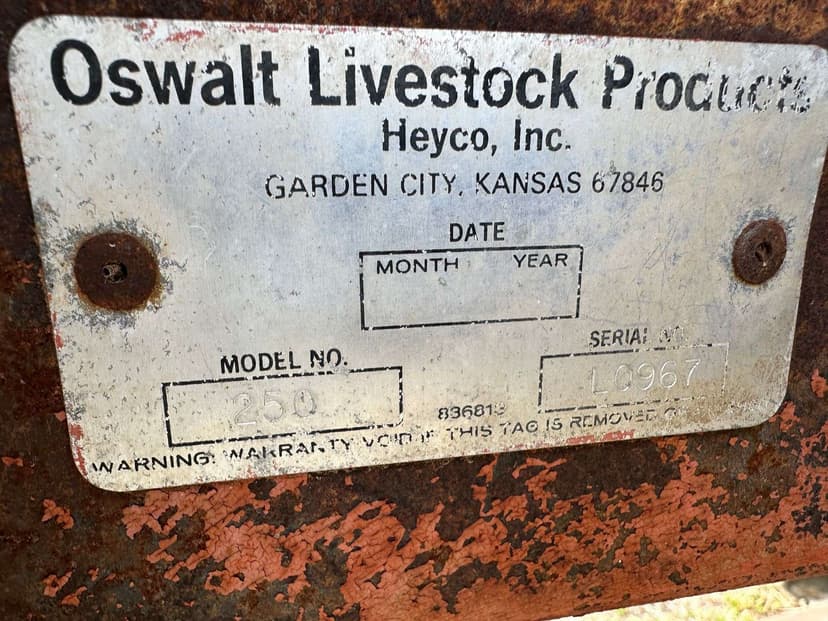 Oswalt Livestock Products
Heyco, Inc.
GARDEN CITY, KANSAS 67846
DATE
MONTH YEAR
MODEL NO.
250
SERIAL NO.
L0967
836813
WARNING: WARRANTY VOID IF THIS TAG IS REMOVED